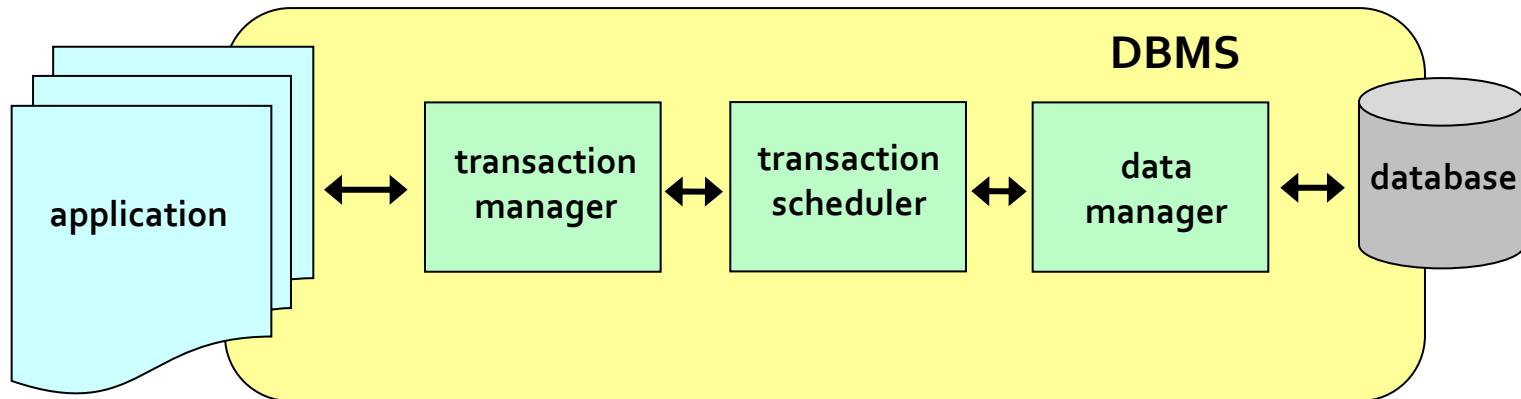 DBMS
application
transaction
manager
transaction
scheduler
data
manager
database